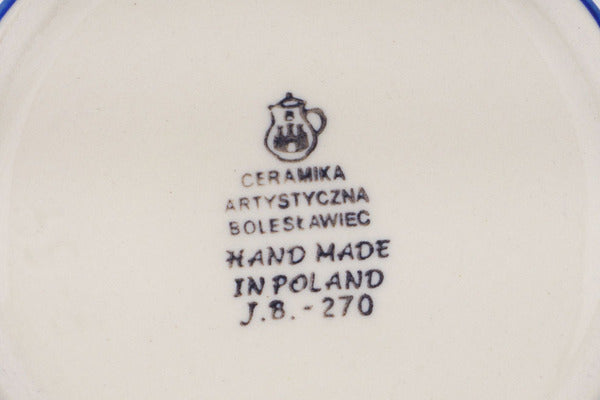 B
CERAMIKA
ARTYSTYCZNA
BOLESŁAWIEC
HAND MADE
IN POLAND
J.B.-270